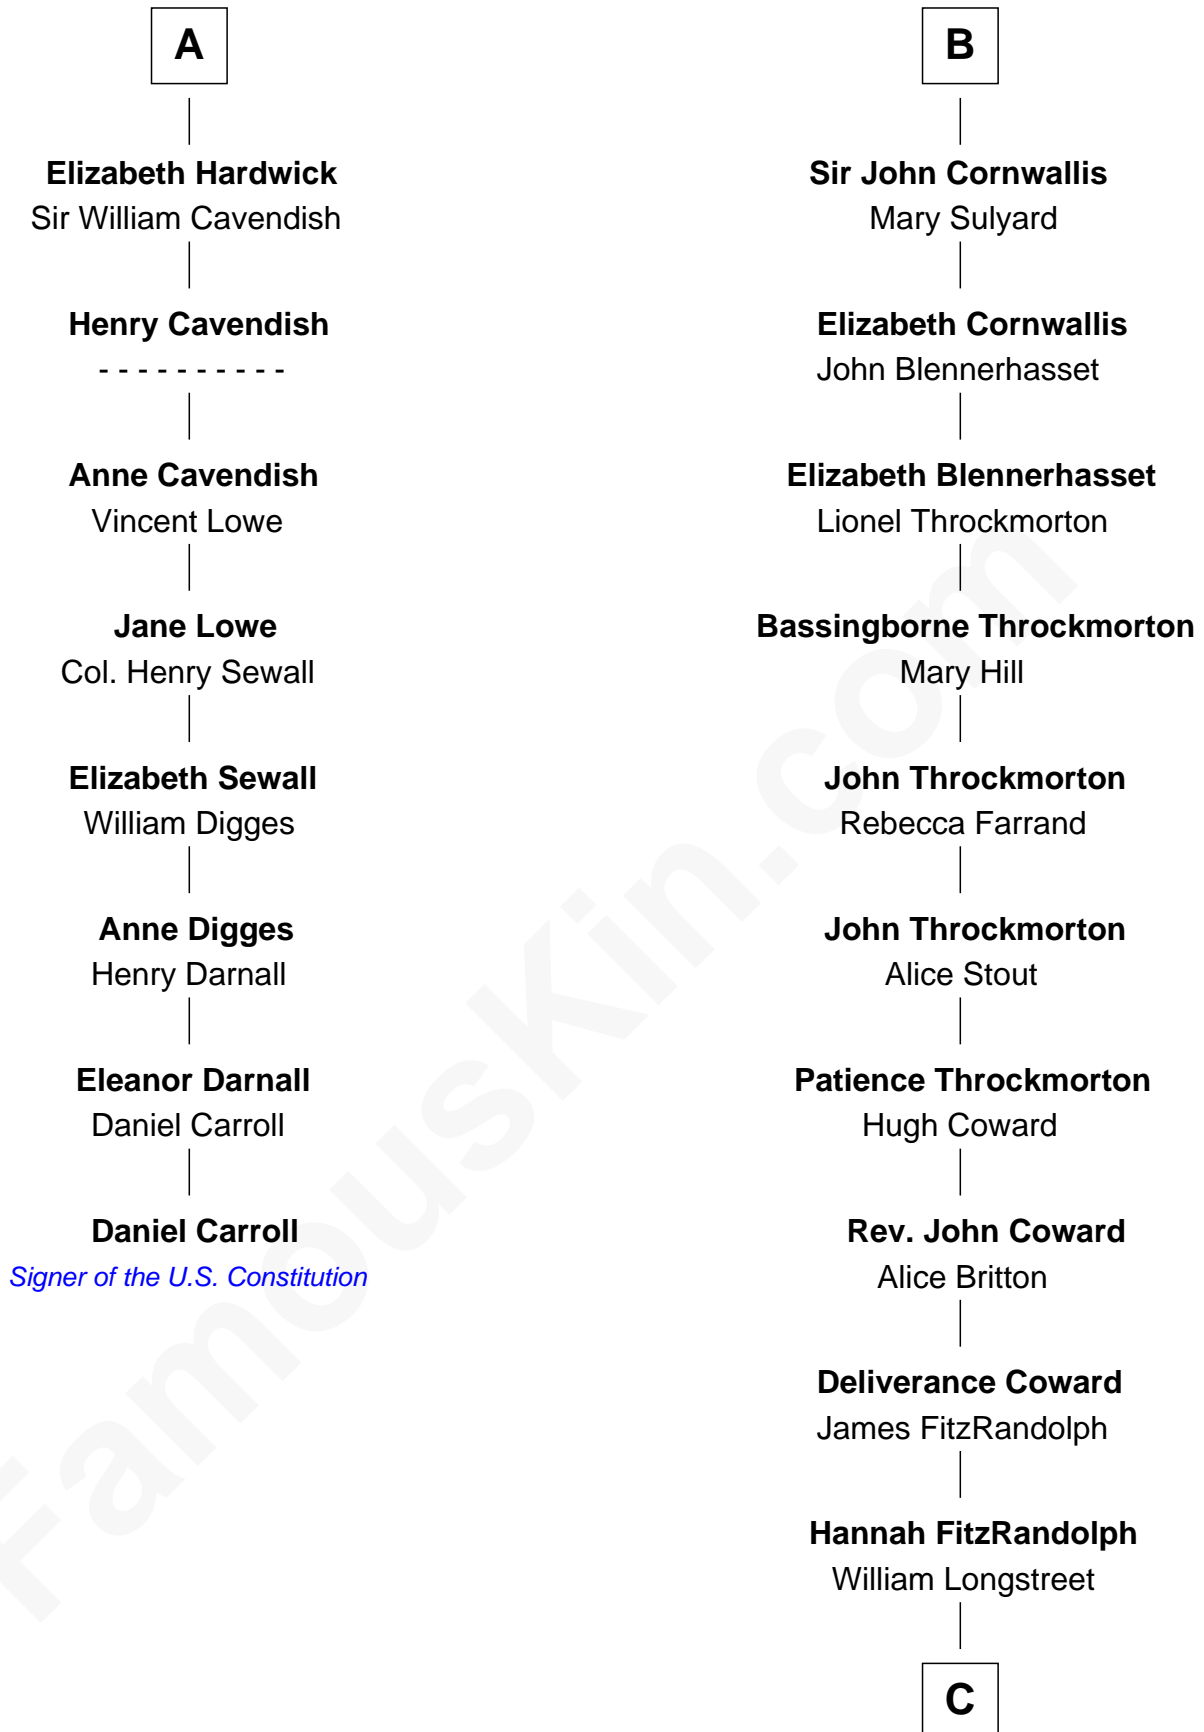 A
Elizabeth Hardwick
Sir William Cavendish
Henry Cavendish
- - - - - - - - - -
Anne Cavendish
Vincent Lowe
Jane Lowe
Col. Henry Sewall
Elizabeth Sewall
William Digges
Anne Digges
Henry Darnall
Eleanor Darnall
Daniel Carroll
Daniel Carroll
Signer of the U.S. Constitution
B
Sir John Cornwallis
Mary Sulyard
Elizabeth Cornwallis
John Blennerhasset
Elizabeth Blennerhasset
Lionel Throckmorton
Bassingborne Throckmorton
Mary Hill
John Throckmorton
Rebecca Farrand
John Throckmorton
Alice Stout
Patience Throckmorton
Hugh Coward
Rev. John Coward
Alice Britton
Deliverance Coward
James FitzRandolph
Hannah FitzRandolph
William Longstreet
C
FamousKin.com